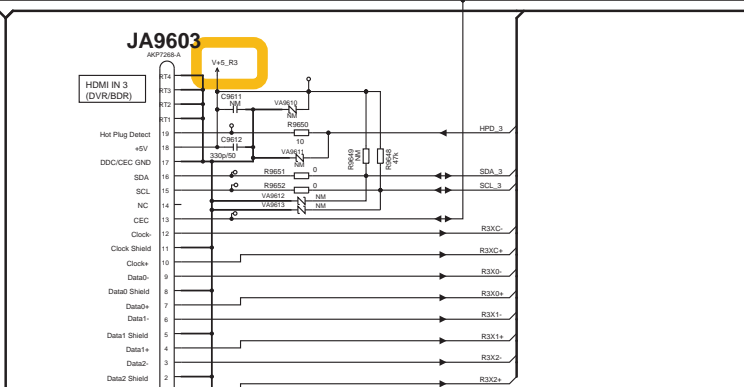 JA9603
AKP7268-A
V+5_R3
HDMI IN 3
(DVR/BDR)
RT4
RT3
RT2
RT1
C9611
NM
VA9610
NM
R9650
10
Hot Plug Detect 19
HPD_3
C9612
330p/50
+5V 18
VA9611
NM
R9649
NM
R9648
47k
DDC/CEC GND 17
SDA 16
R9651 0
SDA_3
SCL 15
R9652 0
SCL_3
VA9612 NM
NC 14
VA9613 NM
CEC 13
Clock- 12
R3XC-
Clock Shield 11
Clock+ 10
R3XC+
Data0- 9
R3X0-
Data0 Shield 8
Data0+ 7
R3X0+
Data1- 6
R3X1-
Data1 Shield 5
Data1+ 4
R3X1+
Data2- 3
R3X2-
Data2 Shield 2
R3X2+